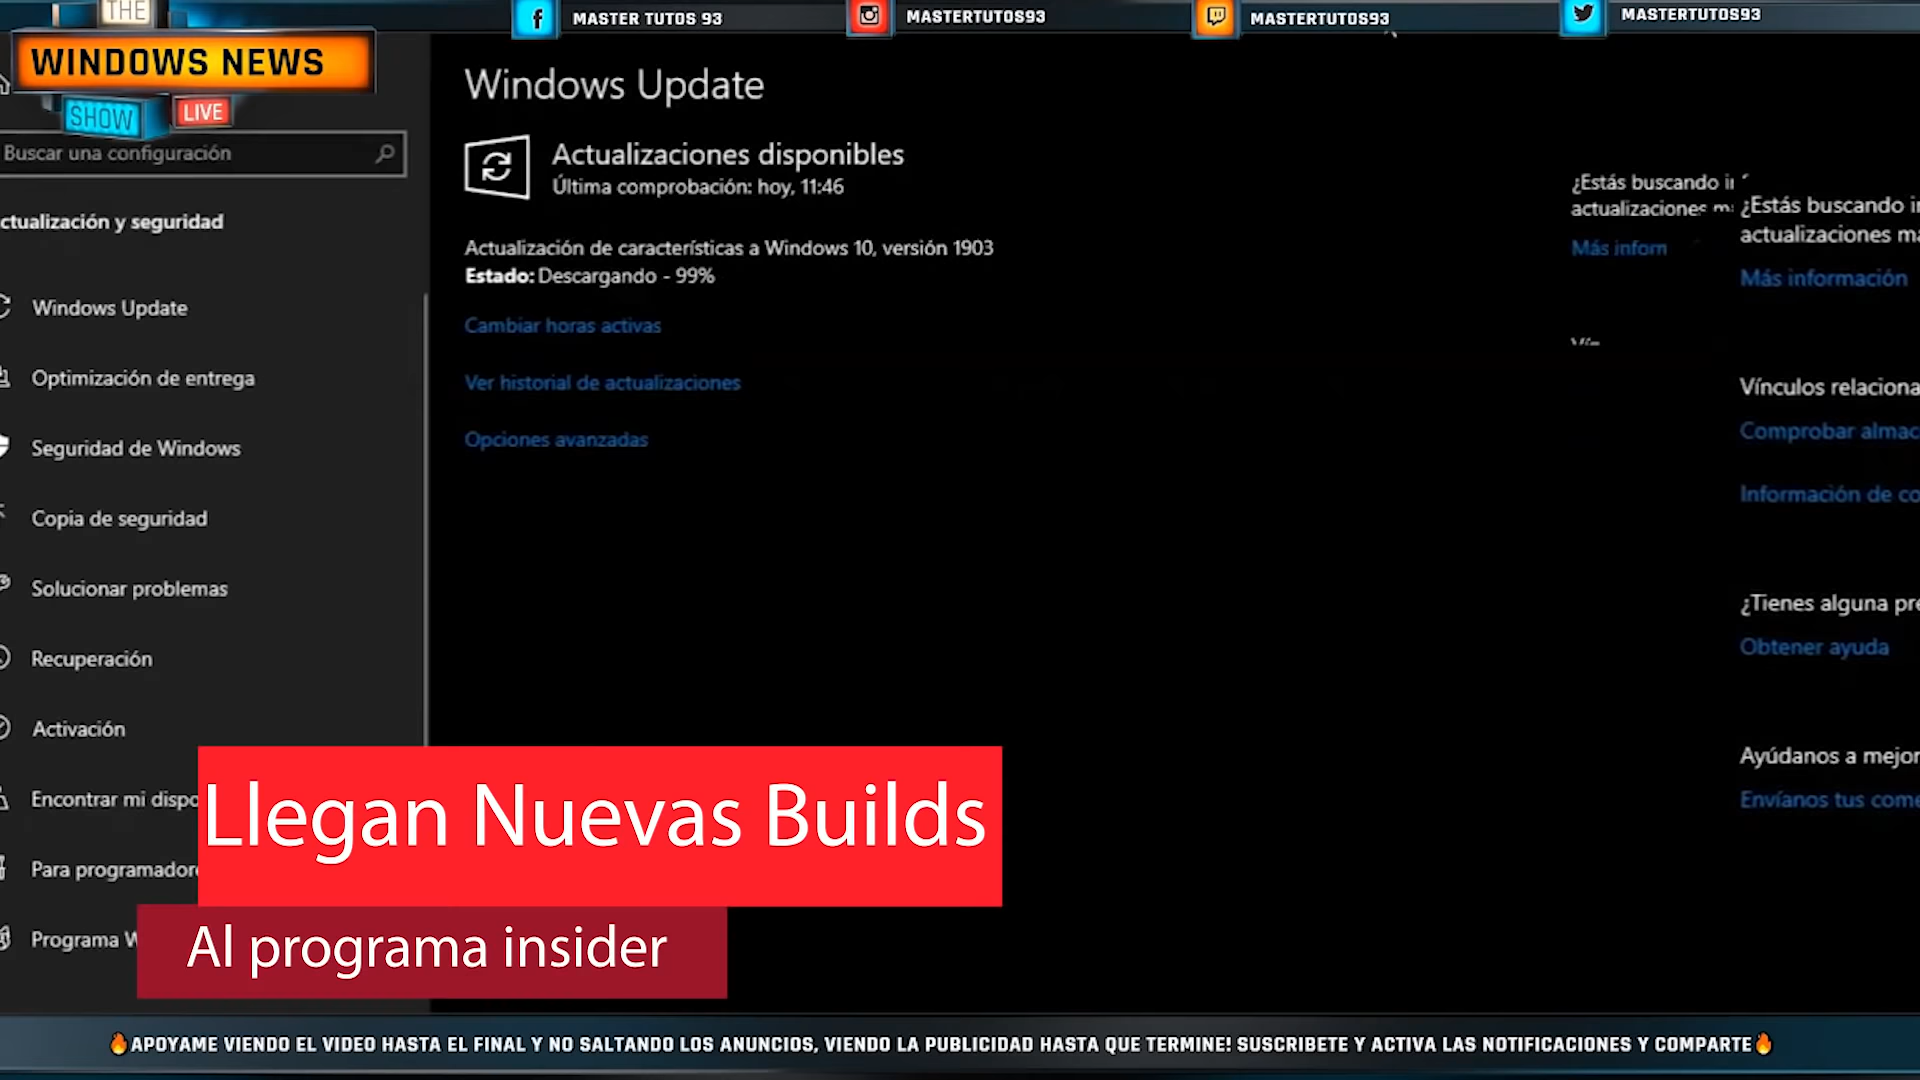 THE
WINDOWS NEWS
SHOW
LIVE
MASTER TUTOS 93
MASTERTUTOS93
MASTERTUTOS93
MASTERTUTOS93
Buscar una configuración
ctualización y seguridad
Windows Update
Optimización de entrega
Seguridad de Windows
Copia de seguridad
Solucionar problemas
Recuperación
Activación
Encontrar mi dispo
Para programadore
Programa W
Windows Update
Actualizaciones disponibles
Última comprobación: hoy, 11:46
Actualización de características a Windows 10, versión 1903
Estado: Descargando - 99%
Cambiar horas activas
Ver historial de actualizaciones
Opciones avanzadas
¿Estás buscando i
actualizaciones m
Más inform
¿Estás buscando in
actualizaciones ma
Más información
Vínculos relaciona
Comprobar almac
Información de co
¿Tienes alguna pre
Obtener ayuda
Ayúdanos a mejor
Envíanos tus come
Llegan Nuevas Builds
Al programa insider
APOYAME VIENDO EL VIDEO HASTA EL FINAL Y NO SALTANDO LOS ANUNCIOS, VIENDO LA PUBLICIDAD HASTA QUE TERMINE! SUSCRIBETE Y ACTIVA LAS NOTIFICACIONES Y COMPARTE